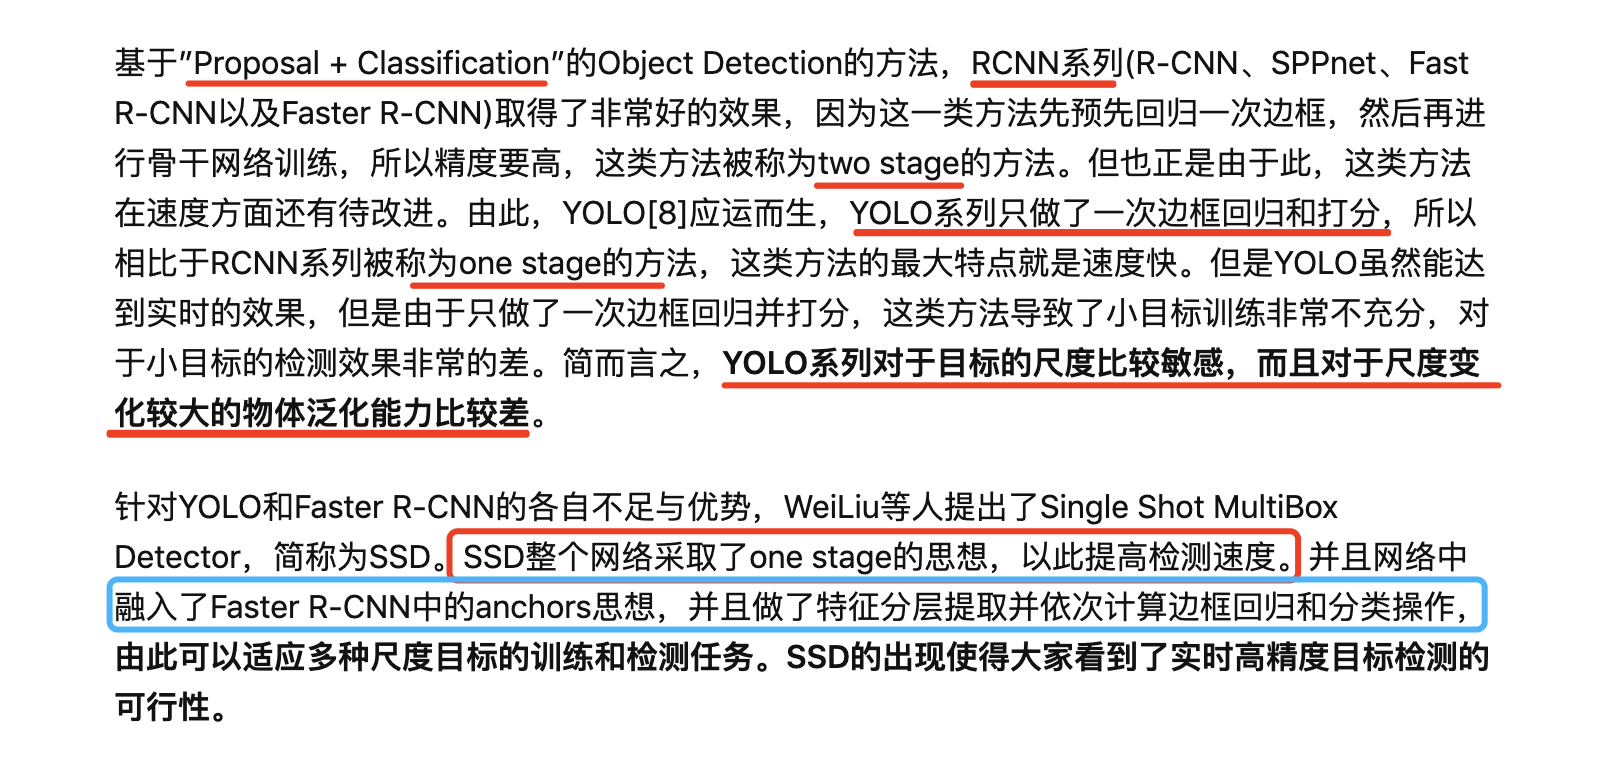 基于”Proposal + Classification”的Object Detection的方法，RCNN系列(R-CNN、SPPnet、Fast
R-CNN以及Faster R-CNN)取得了非常好的效果，因为这一类方法先预先回归一次边框，然后再进
行骨干网络训练，所以精度要高，这类方法被称为two stage的方法。但也正是由于此，这类方法
在速度方面还有待改进。由此，YOLO[8]应运而生，YOLO系列只做了一次边框回归和打分，所以
相比于RCNN系列被称为one stage的方法，这类方法的最大特点就是速度快。但是YOLO虽然能达
到实时的效果，但是由于只做了一次边框回归并打分，这类方法导致了小目标训练非常不充分，对
于小目标的检测效果非常的差。简而言之，YOLO系列对于目标的尺度比较敏感，而且对于尺度变
化较大的物体泛化能力比较差。
针对YOLO和Faster R-CNN的各自不足与优势，WeiLiu等人提出了Single Shot MultiBox
Detector，简称为SSD。SSD整个网络采取了one stage的思想，以此提高检测速度。并且网络中
融入了Faster R-CNN中的anchors思想，并且做了特征分层提取并依次计算边框回归和分类操作，
由此可以适应多种尺度目标的训练和检测任务。SSD的出现使得大家看到了实时高精度目标检测的
可行性。